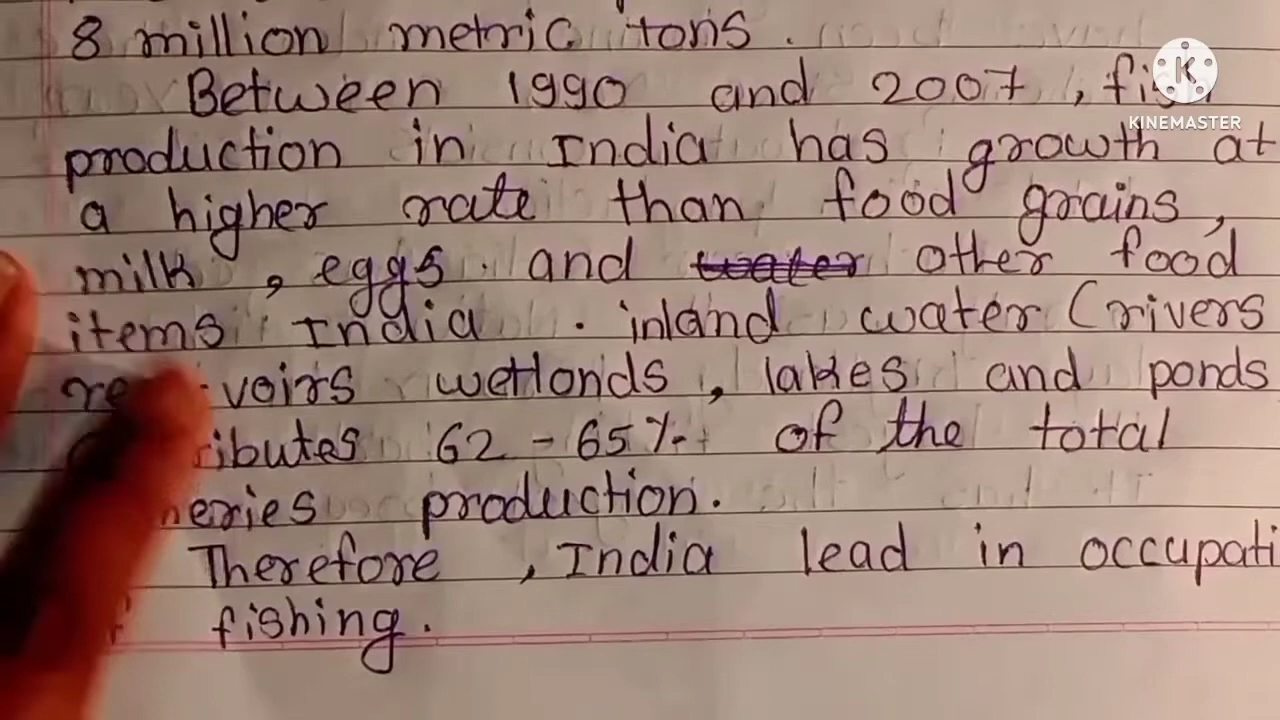 8 million metric tons.
Between 1990 and 2007, fish
KINEMASTER
production in India has growth at
a higher rate than food grains,
milk, eggs. and water other food
items India. inland water (rivers
voirs wetlonds, lakes and ponds
ributes 62-65% of the total
heries production.
Therefore, India lead in occupati
fishing.